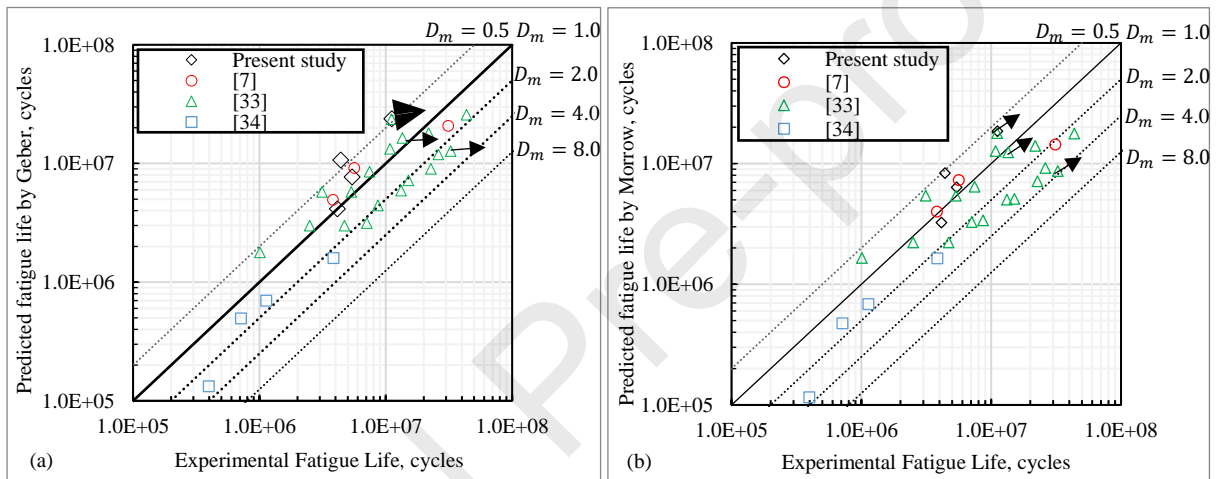 D_m = 0.5 D_m = 1.0
1.0E+08
Present study
[7]
[33]
[34]
D_m = 2.0
D_m = 4.0
D_m = 8.0
1.0E+07
1.0E+06
1.0E+05
Predicted fatigue life by Geber, cycles
1.0E+05 1.0E+06 1.0E+07 1.0E+08
(a) Experimental Fatigue Life, cycles
D_m = 0.5 D_m = 1.0
1.0E+08
Present study
[7]
[33]
[34]
D_m = 2.0
D_m = 4.0
D_m = 8.0
1.0E+07
1.0E+06
1.0E+05
Predicted fatigue life by Morrow, cycles
1.0E+05 1.0E+06 1.0E+07 1.0E+08
(b) Experimental Fatigue Life, cycles